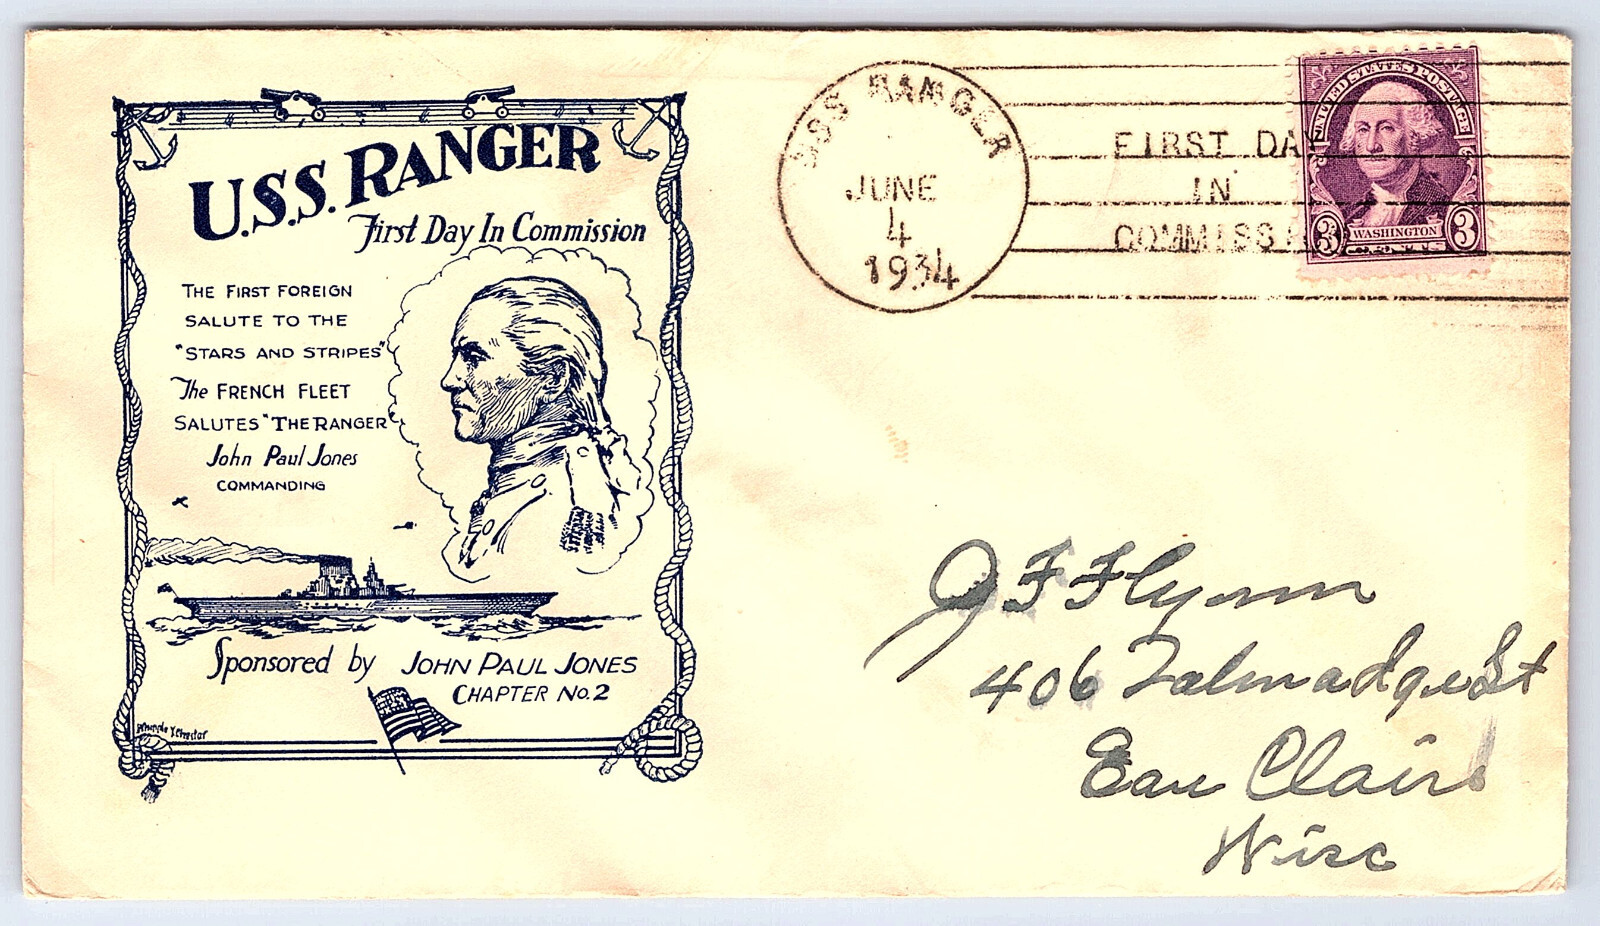 U.S.S. RANGER
First Day In Commission
THE FIRST FOREIGN
SALUTE TO THE
"STARS AND STRIPES"
The FRENCH FLEET
SALUTES "THE RANGER"
John Paul Jones
COMMANDING
Sponsored by JOHN PAUL JONES
CHAPTER No. 2
USS RANGER
JUNE
4
1934
FIRST DA
IN
COMMISS
UNITED STATES POSTAGE
3 WASHINGTON 3
CENTS
J F Flynn
406 Talmadge St
Eau Claire
Wisc